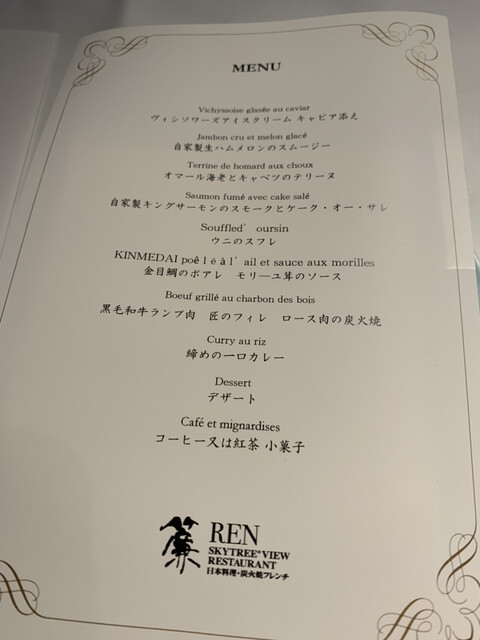 MENU
Vichyssoise glasée au caviar
ヴィシソワーズアイスクリーム キャビア添え
Jambon cru et melon glacé
自家製生ハムメロンのスムージー
Terrine de homard aux choux
オマール海老とキャベツのテリーヌ
Saumon fumé avec cake salé
自家製キングサーモンのスモークとケーク・オー・サレ
Souffled' oursin
ウニのスフレ
KINMEDAI poêléà l'ail et sauce aux morilles
金目鯛のポアレ モリ―ユ茸のソース
Boeuf grillé au charbon des bois
黒毛和牛ランプ肉 匠のフィレ ロース肉の炭火焼
Curry au riz
締めの一口カレー
Dessert
デザート
Café et mignardises
コーヒー又は紅茶 小菓子
簾 REN
SKYTREE® VIEW
RESTAURANT
日本料理・炭火焼フレンチ